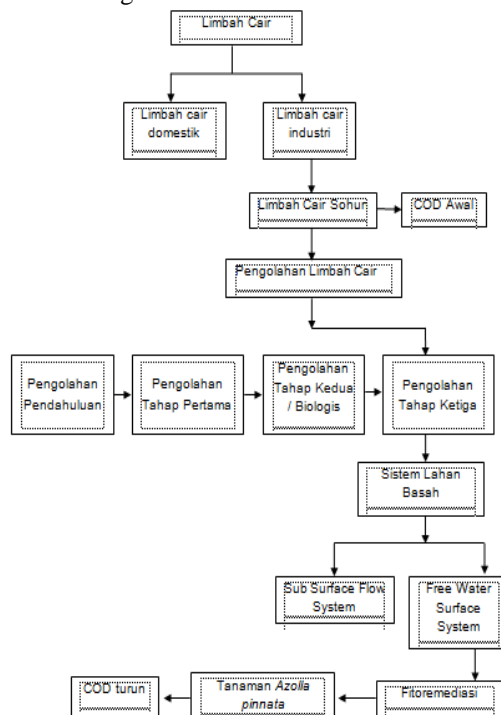 Limbah Cair
Limbah cair
domestik
Limbah cair
industri
Limbah Cair Sohun
COD Awal
Pengolahan Limbah Cair
Pengolahan
Pendahuluan
Pengolahan
Tahap Pertama
Pengolahan
Tahap Kedua
/ Biologis
Pengolahan
Tahap Ketiga
Sistem Lahan
Basah
Sub Surface Flow
System
Free Water
Surface
System
COD turun
Tanaman Azolla
pinnata
Fitoremediasi